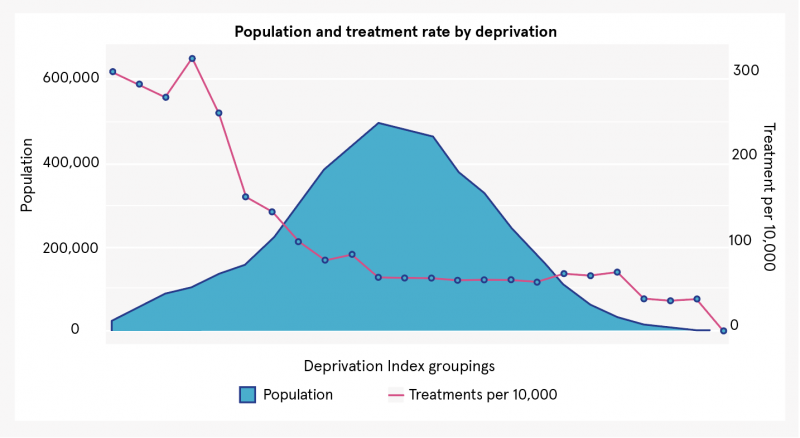 Population and treatment rate by deprivation
600,000
400,000
200,000
0
Population
300
200
100
0
Treatment per 10,000
Deprivation Index groupings
Population
Treatments per 10,000